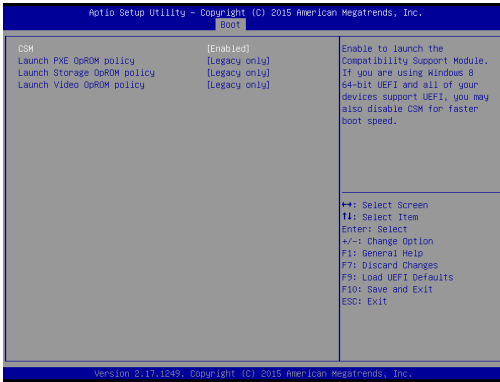 Aptio Setup Utility - Copyright (C) 2015 American Megatrends, Inc.
Boot
CSM [Enabled]
Launch PXE OpROM policy [Legacy only]
Launch Storage OpROM policy [Legacy only]
Launch Video OpROM policy [Legacy only]
Enable to launch the
Compatibility Support Module.
If you are using Windows 8
64-bit UEFI and all of your
devices support UEFI, you may
also disable CSM for faster
boot speed.
↔: Select Screen
↑↓: Select Item
Enter: Select
+/-: Change Option
F1: General Help
F7: Discard Changes
F9: Load UEFI Defaults
F10: Save and Exit
ESC: Exit
Version 2.17.1249. Copyright (C) 2015 American Megatrends, Inc.